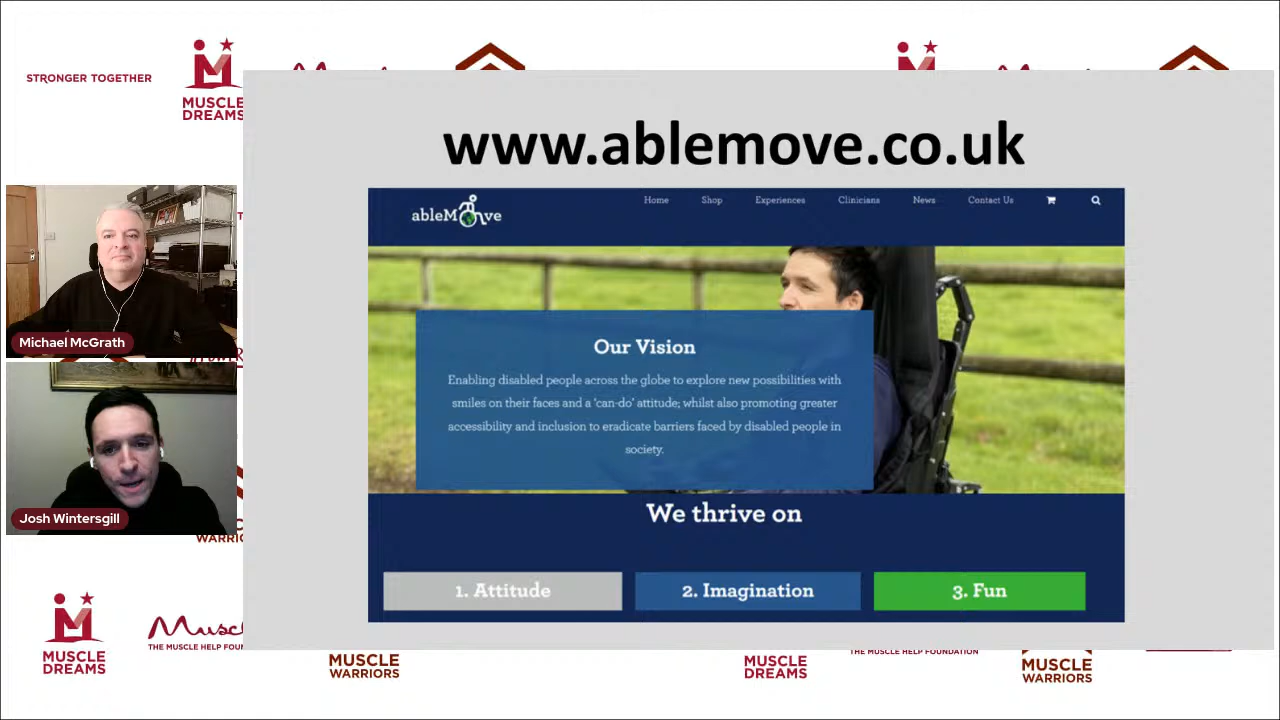 STRONGER TOGETHER
MUSCLE
DREAMS
www.ablemove.co.uk
ableMove
Home Shop Experiences Clinicians News Contact Us
Michael McGrath
Our Vision
Enabling disabled people across the globe to explore new possibilities with
smiles on their faces and a 'can-do' attitude; whilst also promoting greater
accessibility and inclusion to eradicate barriers faced by disabled people in
society.
Josh Wintersgill
We thrive on
WARRIORS
1. Attitude 2. Imagination 3. Fun
MUSCLE
DREAMS
THE MUSCLE HELP FOUNDATION
MUSCLE
WARRIORS
MUSCLE
DREAMS
THE MUSCLE HELP FOUNDATION
MUSCLE
WARRIORS